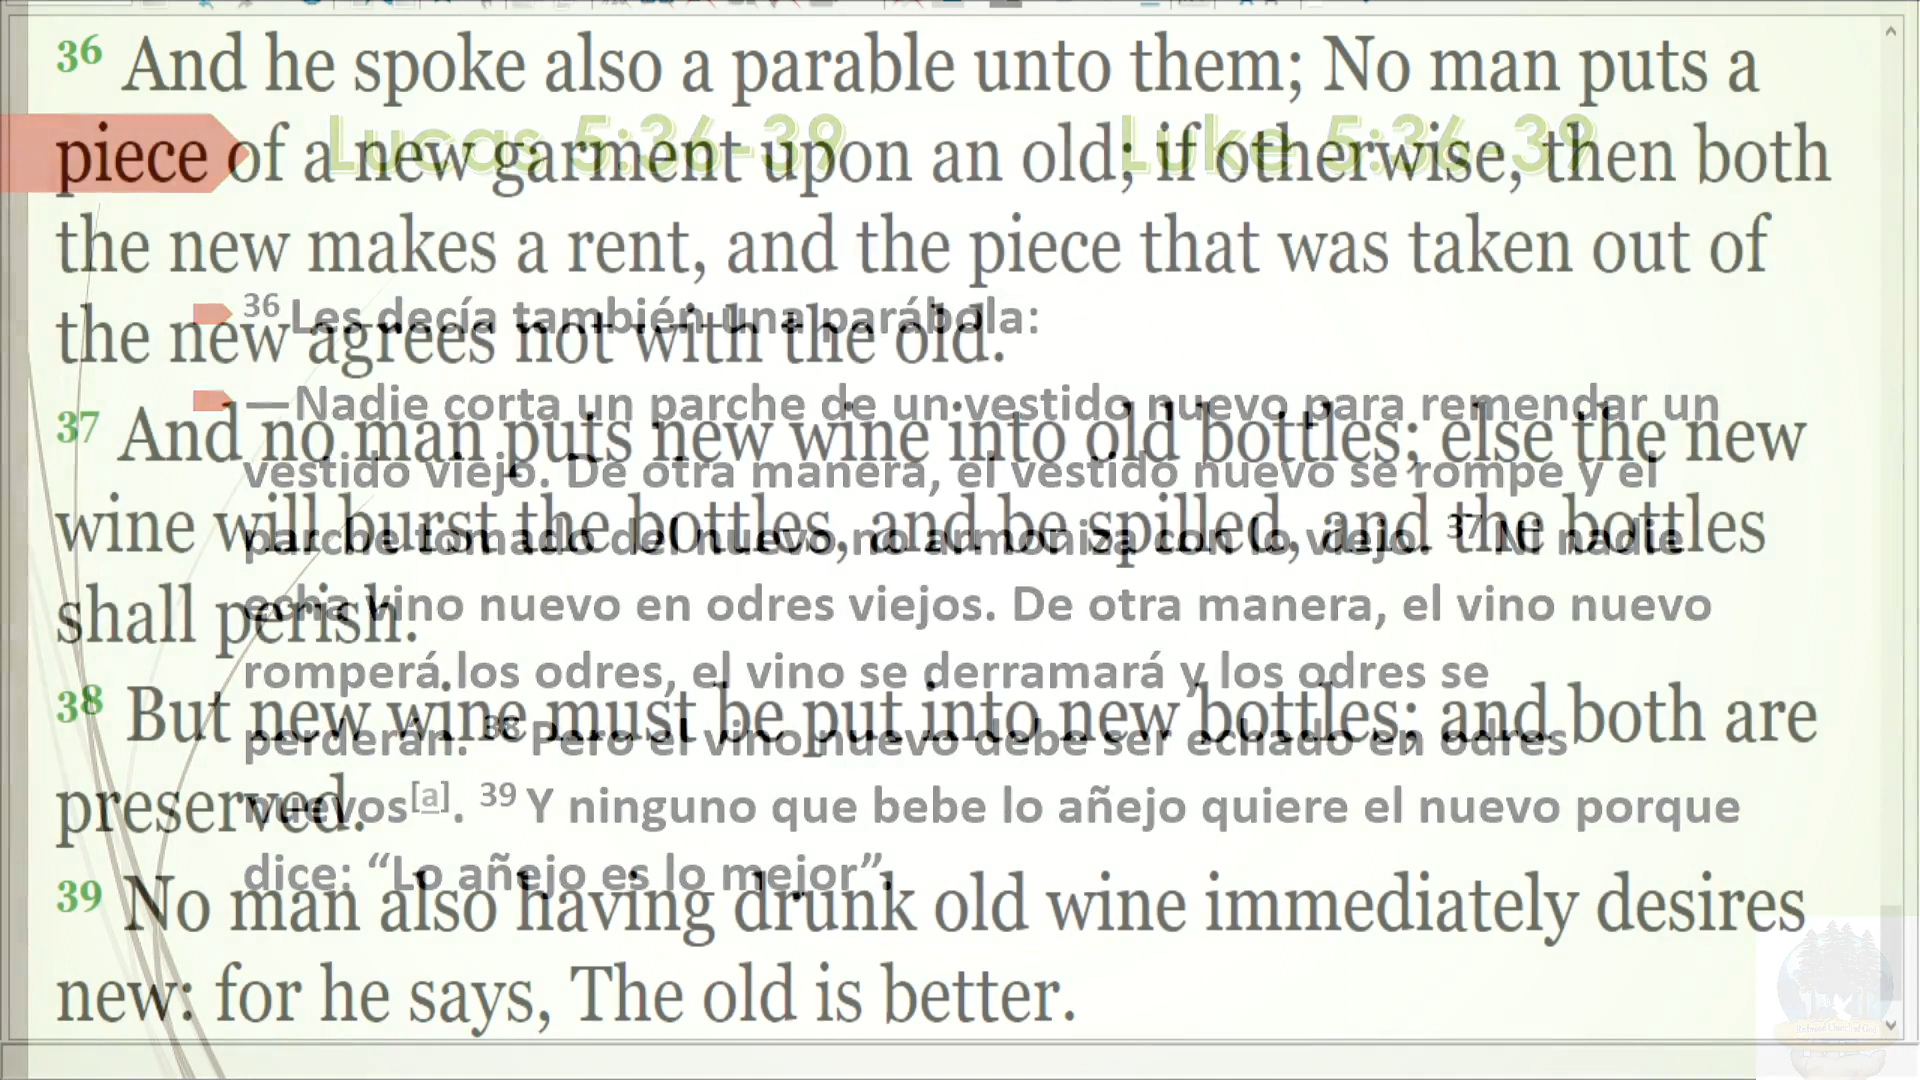 36 And he spoke also a parable unto them; No man puts a
piece of a new garment upon an old; if otherwise, then both
the new makes a rent, and the piece that was taken out of
the new agrees not with the old.
37 And no man puts new wine into old bottles; else the new
wine will burst the bottles, and be spilled, and the bottles
shall perish.
38 But new wine must be put into new bottles; and both are
preserved.
39 No man also having drunk old wine immediately desires
new: for he says, The old is better.
Lucas 5:36-39
Luke 5:36-39
36 Les decía también una parábola:
—Nadie corta un parche de un vestido nuevo para remendar un
vestido viejo. De otra manera, el vestido nuevo se rompe y el
parche tomado del nuevo no armoniza con lo viejo. 37 Ni nadie
echa vino nuevo en odres viejos. De otra manera, el vino nuevo
romperá los odres, el vino se derramará y los odres se
perderán. 38 Pero el vino nuevo debe ser echado en odres
nuevos[a]. 39 Y ninguno que bebe lo añejo quiere el nuevo porque
dice: “Lo añejo es lo mejor”.